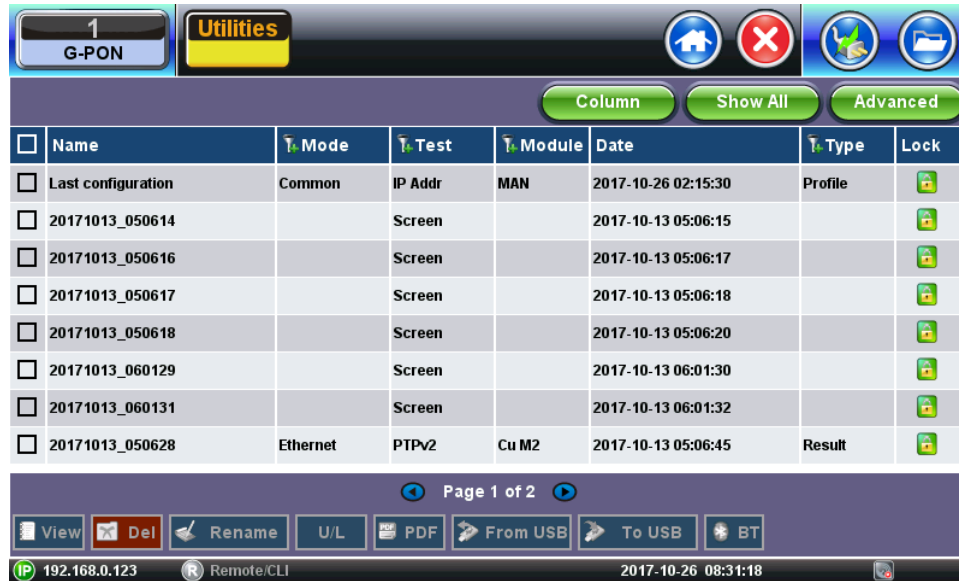 1 Utilities
G-PON
Column Show All Advanced
Name Mode Test Module Date Type Lock
Last configuration Common IP Addr MAN 2017-10-26 02:15:30 Profile
20171013_050614 Screen 2017-10-13 05:06:15
20171013_050616 Screen 2017-10-13 05:06:17
20171013_050617 Screen 2017-10-13 05:06:18
20171013_050618 Screen 2017-10-13 05:06:20
20171013_060129 Screen 2017-10-13 06:01:30
20171013_060131 Screen 2017-10-13 06:01:32
20171013_050628 Ethernet PTPv2 Cu M2 2017-10-13 05:06:45 Result
Page 1 of 2
View Del Rename U/L PDF PDF From USB To USB BT
IP 192.168.0.123 R Remote/CLI 2017-10-26 08:31:18